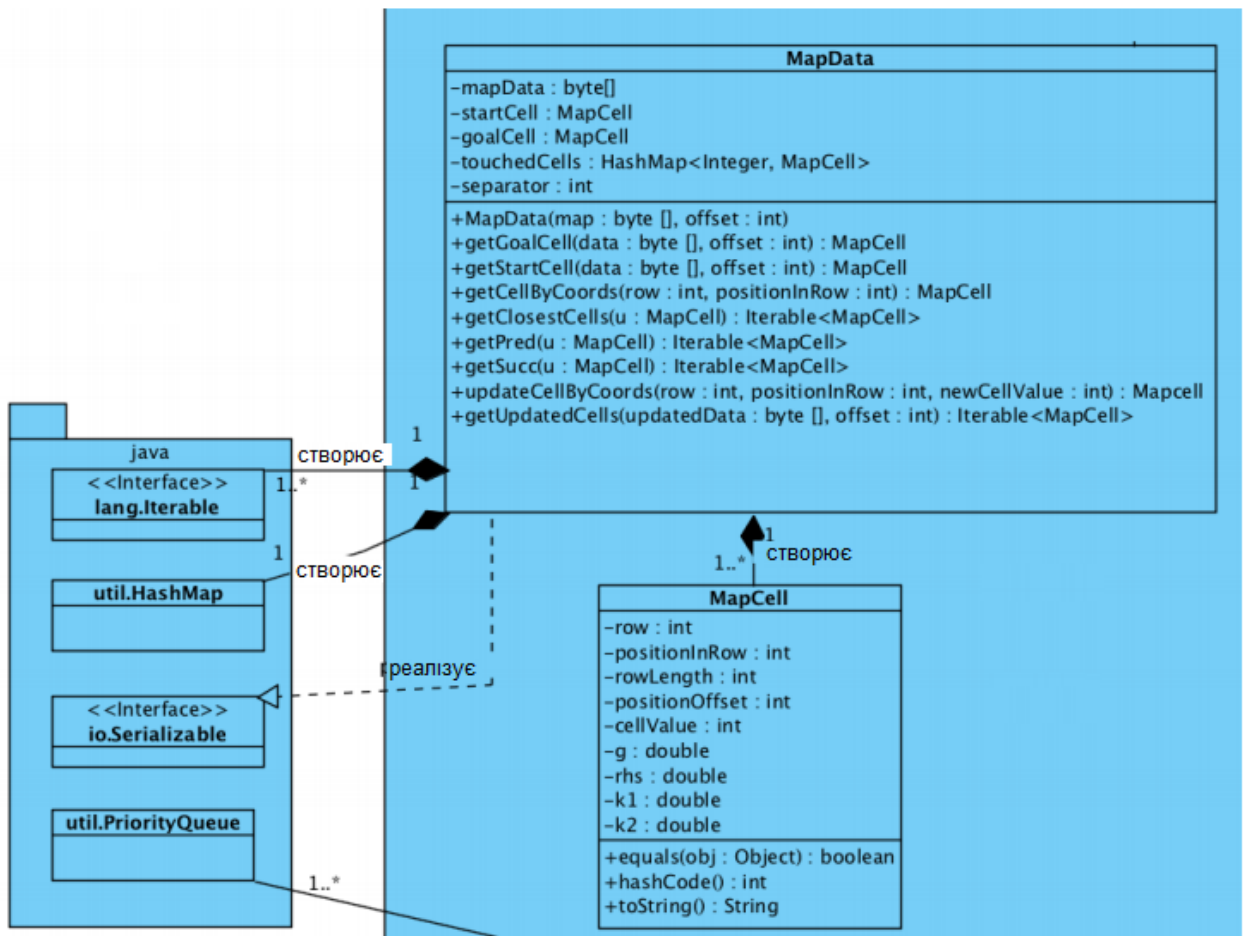 MapData
-mapData : byte[]
-startCell : MapCell
-goalCell : MapCell
-touchedCells : HashMap<Integer, MapCell>
-separator : int
+MapData(map : byte [], offset : int)
+getGoalCell(data : byte [], offset : int) : MapCell
+getStartCell(data : byte [], offset : int) : MapCell
+getCellByCoords(row : int, positionInRow : int) : MapCell
+getClosestCells(u : MapCell) : Iterable<MapCell>
+getPred(u : MapCell) : Iterable<MapCell>
+getSucc(u : MapCell) : Iterable<MapCell>
+updateCellByCoords(row : int, positionInRow : int, newCellValue : int) : Mapcell
+getUpdatedCells(updatedData : byte [], offset : int) : Iterable<MapCell>
java
<<Interface>>
lang.Iterable
створює
1
1..*
1
util.HashMap
1
створює
<<Interface>>
io.Serializable
реалізує
util.PriorityQueue
1..*
1
створює
1..*
MapCell
-row : int
-positionInRow : int
-rowLength : int
-positionOffset : int
-cellValue : int
-g : double
-rhs : double
-k1 : double
-k2 : double
+equals(obj : Object) : boolean
+hashCode() : int
+toString() : String